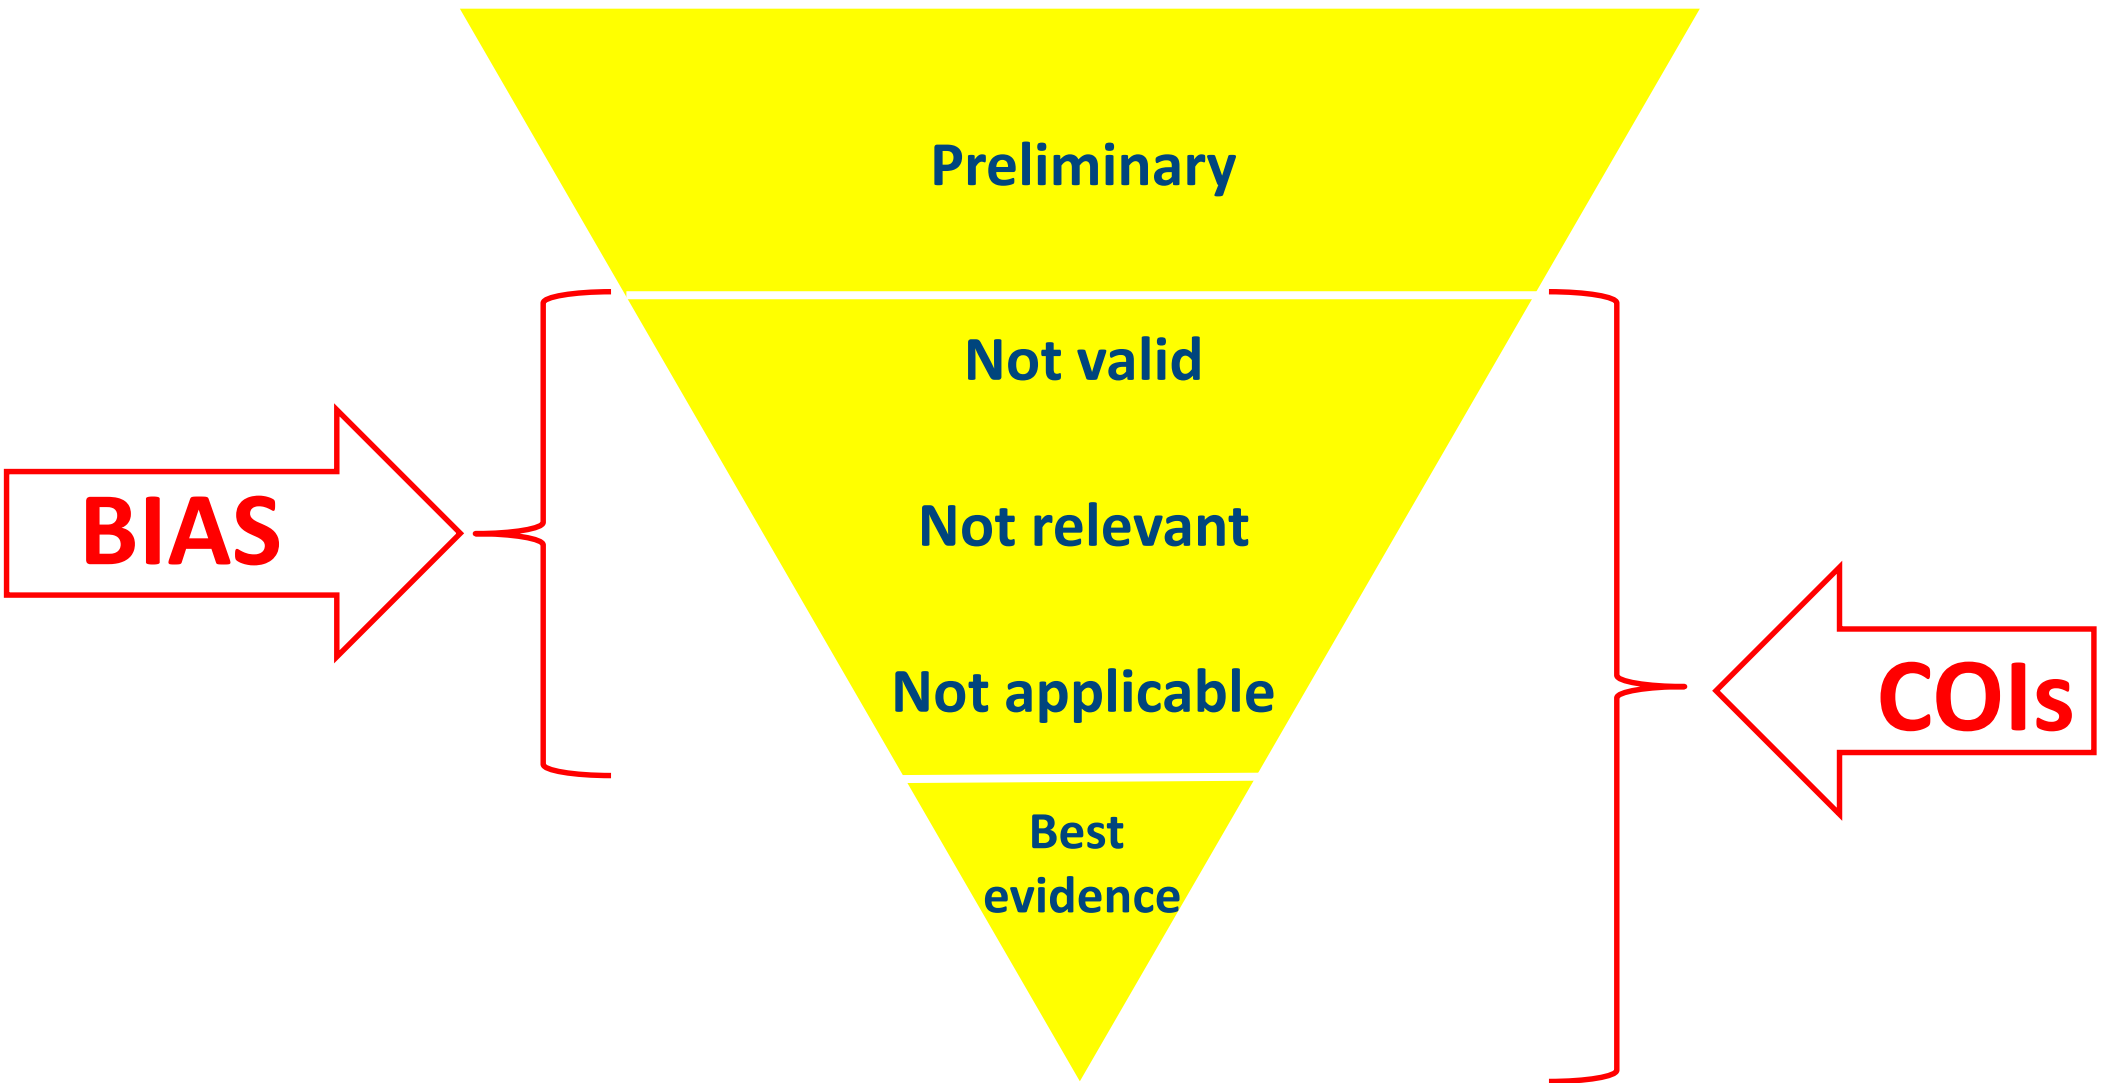 Preliminary
Not valid
BIAS
Not relevant
Not applicable
COIs
Best
evidence